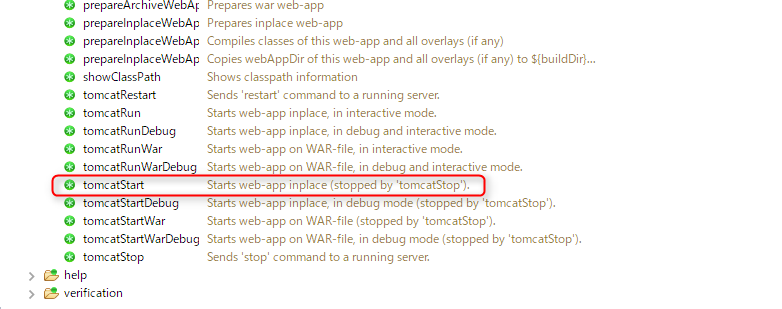 prepareArchiveWebAp Prepares war web-app
prepareInplaceWebAp Prepares inplace web-app
prepareInplaceWebAp Compiles classes of this web-app and all overlays (if any)
prepareInplaceWebAp Copies webAppDir of this web-app and all overlays (if any) to ${buildDir}...
showClassPath Shows classpath information
tomcatRestart Sends 'restart' command to a running server.
tomcatRun Starts web-app inplace, in interactive mode.
tomcatRunDebug Starts web-app inplace, in debug and interactive mode.
tomcatRunWar Starts web-app on WAR-file, in interactive mode.
tomcatRunWarDebug Starts web-app on WAR-file, in debug and interactive mode.
tomcatStart Starts web-app inplace (stopped by 'tomcatStop').
tomcatStartDebug Starts web-app inplace, in debug mode (stopped by 'tomcatStop').
tomcatStartWar Starts web-app on WAR-file (stopped by 'tomcatStop').
tomcatStartWarDebug Starts web-app on WAR-file, in debug mode (stopped by 'tomcatStop').
tomcatStop Sends 'stop' command to a running server.
help
verification